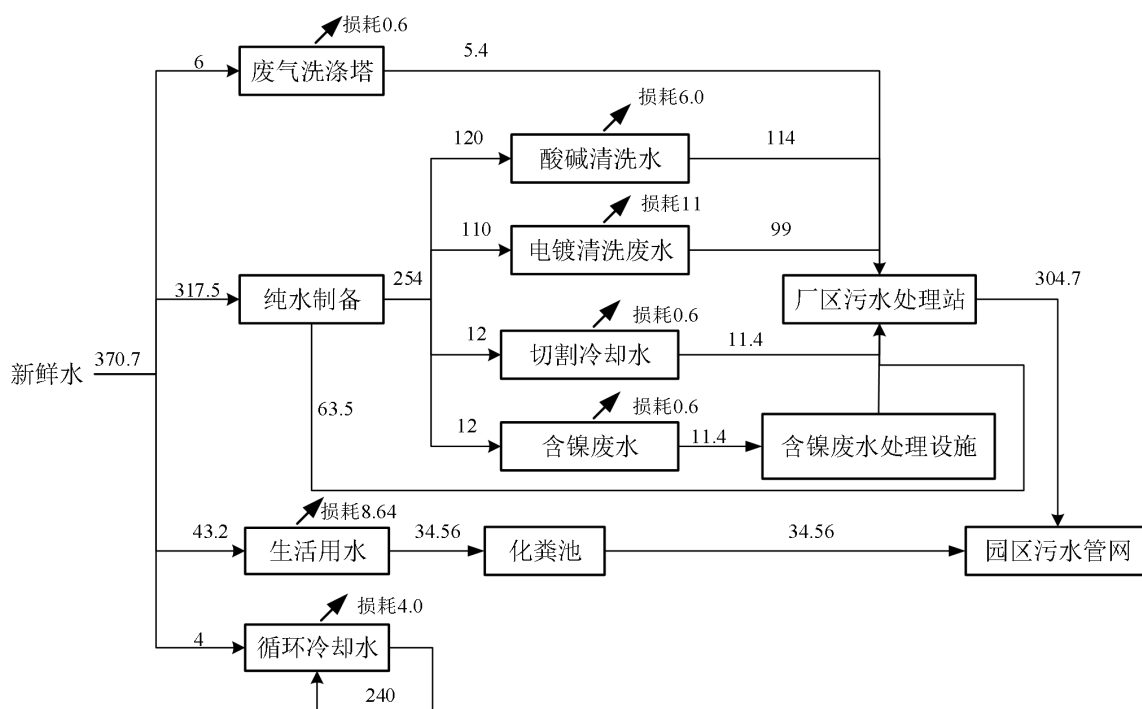 损耗0.6
6
废气洗涤塔
5.4
损耗6.0
120
酸碱清洗水
114
损耗11
110
电镀清洗废水
99
317.5
纯水制备
254
厂区污水处理站
304.7
损耗0.6
12
切割冷却水
11.4
新鲜水
370.7
63.5
损耗0.6
12
含镍废水
11.4
含镍废水处理设施
损耗8.64
43.2
生活用水
34.56
化粪池
34.56
园区污水管网
损耗4.0
4
循环冷却水
240